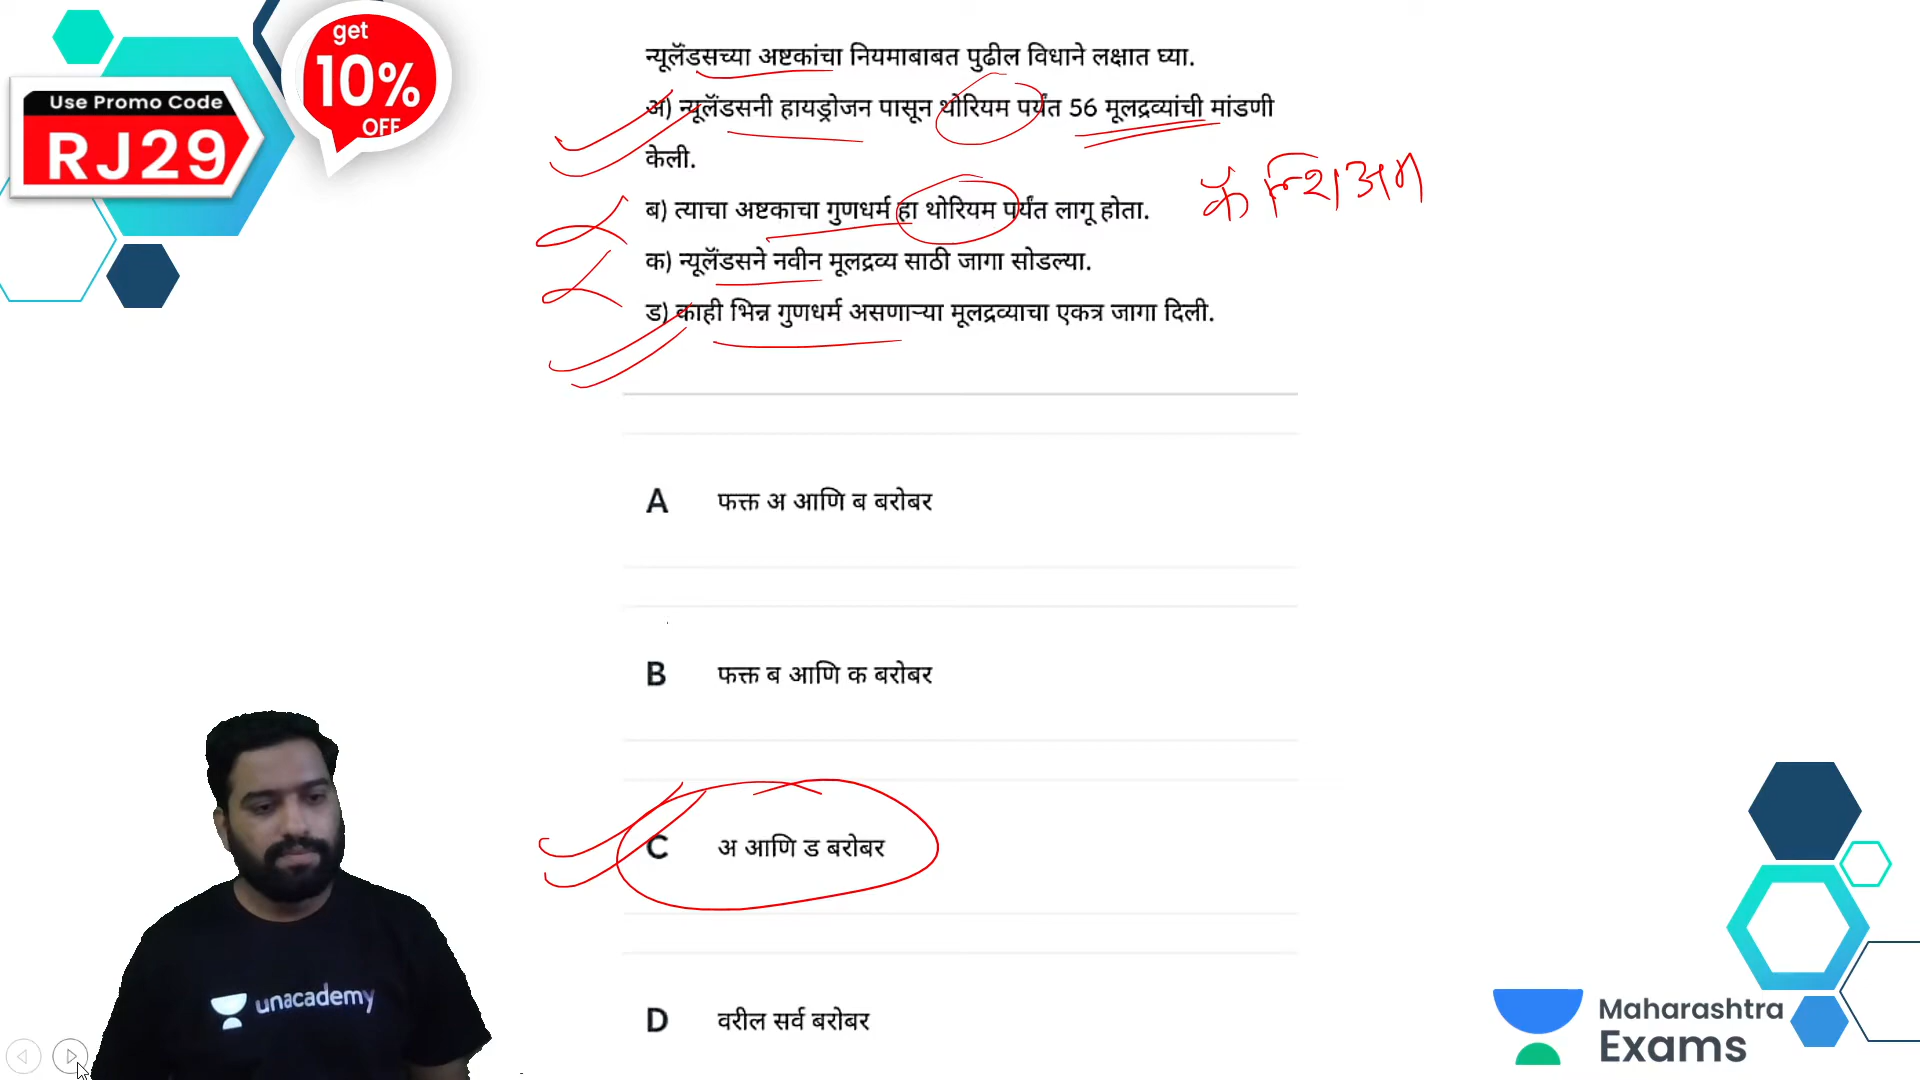 get
10%
OFF
Use Promo Code
RJ29
न्यूलॅंडसच्या अष्टकांचा नियमाबाबत पुढील विधाने लक्षात घ्या.
अ) न्यूलॅंडसनी हायड्रोजन पासून थोरियम पर्यंत 56 मूलद्रव्यांची मांडणी
केली.
ब) त्याचा अष्टकाचा गुणधर्म हा थोरियम पर्यंत लागू होता.
क) न्यूलॅंडसने नवीन मूलद्रव्य साठी जागा सोडल्या.
ड) काही भिन्न गुणधर्म असणाऱ्या मूलद्रव्याचा एकत्र जागा दिली.
A फक्त अ आणि ब बरोबर
B फक्त ब आणि क बरोबर
C अ आणि ड बरोबर
D वरील सर्व बरोबर
unacademy
Maharashtra
Exams